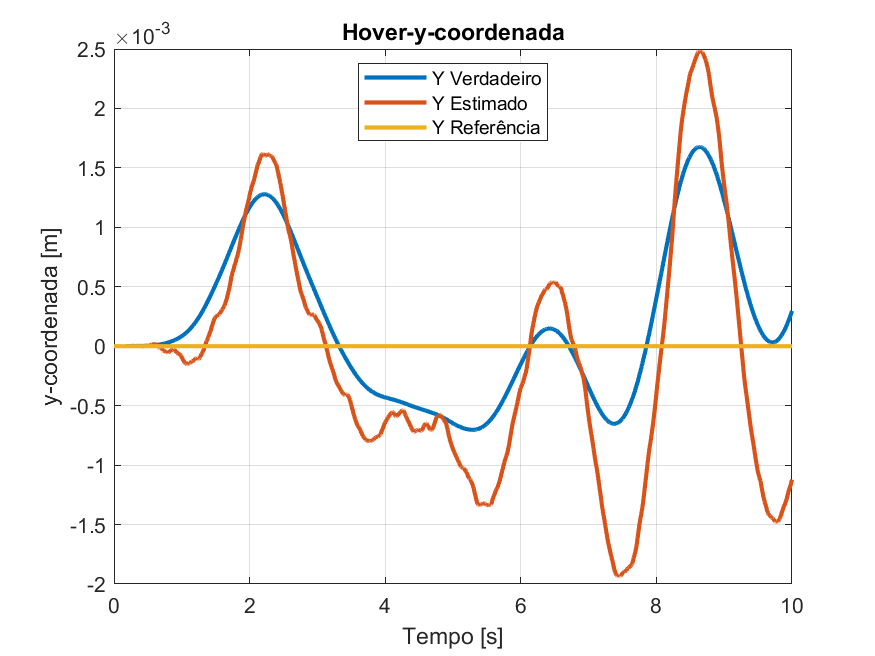 Hover-y-coordenada
×10⁻³
Y Verdadeiro
Y Estimado
Y Referência
y-coordenada [m]
2.5
2
1.5
1
0.5
0
-0.5
-1
-1.5
-2
0 2 4 6 8 10
Tempo [s]